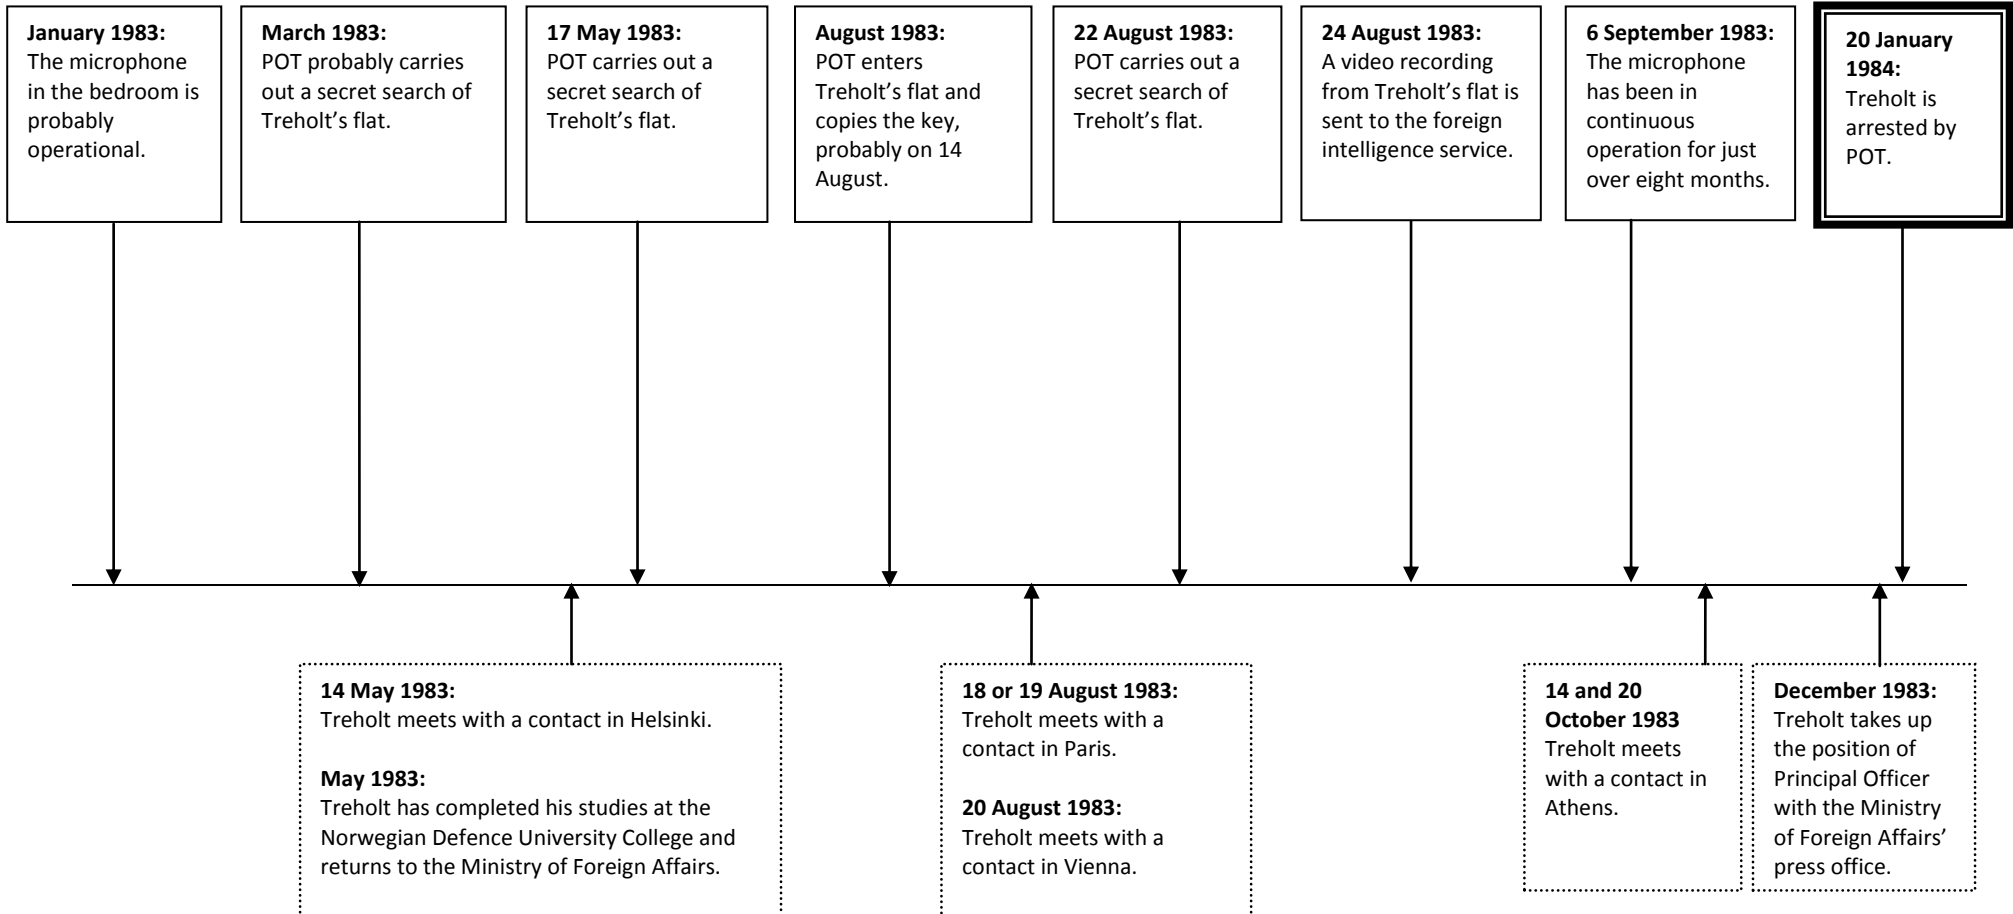 January 1983:
The microphone
in the bedroom is
probably
operational.
March 1983:
POT probably carries
out a secret search of
Treholt’s flat.
17 May 1983:
POT carries out a
secret search of
Treholt’s flat.
August 1983:
POT enters
Treholt’s flat and
copies the key,
probably on 14
August.
22 August 1983:
POT carries out a
secret search of
Treholt’s flat.
24 August 1983:
A video recording
from Treholt’s flat is
sent to the foreign
intelligence service.
6 September 1983:
The microphone
has been in
continuous
operation for just
over eight months.
20 January
1984:
Treholt is
arrested by
POT.
14 May 1983:
Treholt meets with a contact in Helsinki.
May 1983:
Treholt has completed his studies at the
Norwegian Defence University College and
returns to the Ministry of Foreign Affairs.
18 or 19 August 1983:
Treholt meets with a
contact in Paris.
20 August 1983:
Treholt meets with a
contact in Vienna.
14 and 20
October 1983
Treholt meets
with a contact in
Athens.
December 1983:
Treholt takes up
the position of
Principal Officer
with the Ministry
of Foreign Affairs’
press office.